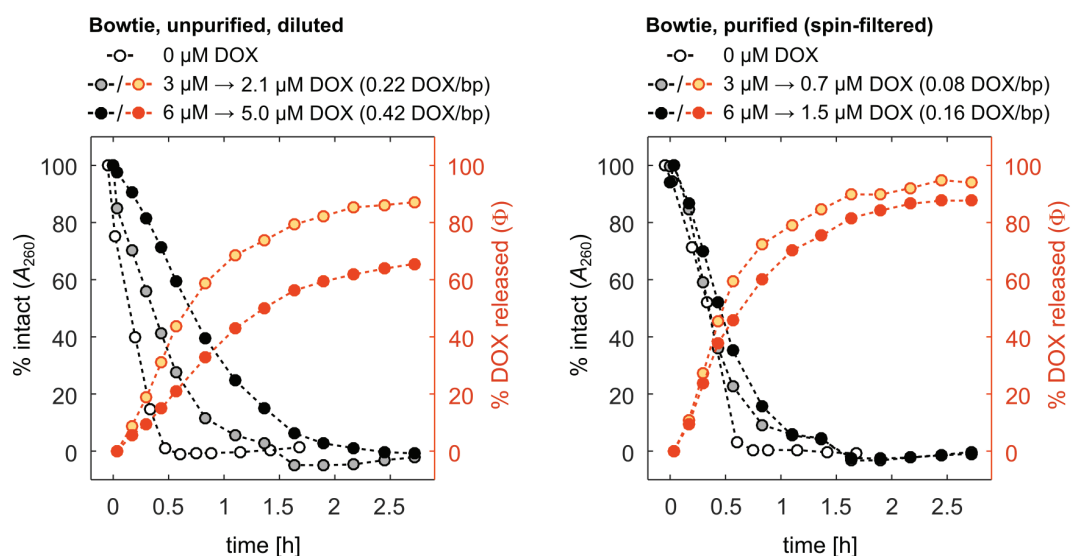 Bowtie, unpurified, diluted
0 µM DOX
/ 3 µM → 2.1 µM DOX (0.22 DOX/bp)
/ 6 µM → 5.0 µM DOX (0.42 DOX/bp)
100
80
60
40
20
0
% intact (A260)
100
80
60
40
20
0
% DOX released (Φ)
0 0.5 1 1.5 2 2.5
time [h]
Bowtie, purified (spin-filtered)
0 µM DOX
/ 3 µM → 0.7 µM DOX (0.08 DOX/bp)
/ 6 µM → 1.5 µM DOX (0.16 DOX/bp)
100
80
60
40
20
0
% intact (A260)
100
80
60
40
20
0
% DOX released (Φ)
0 0.5 1 1.5 2 2.5
time [h]